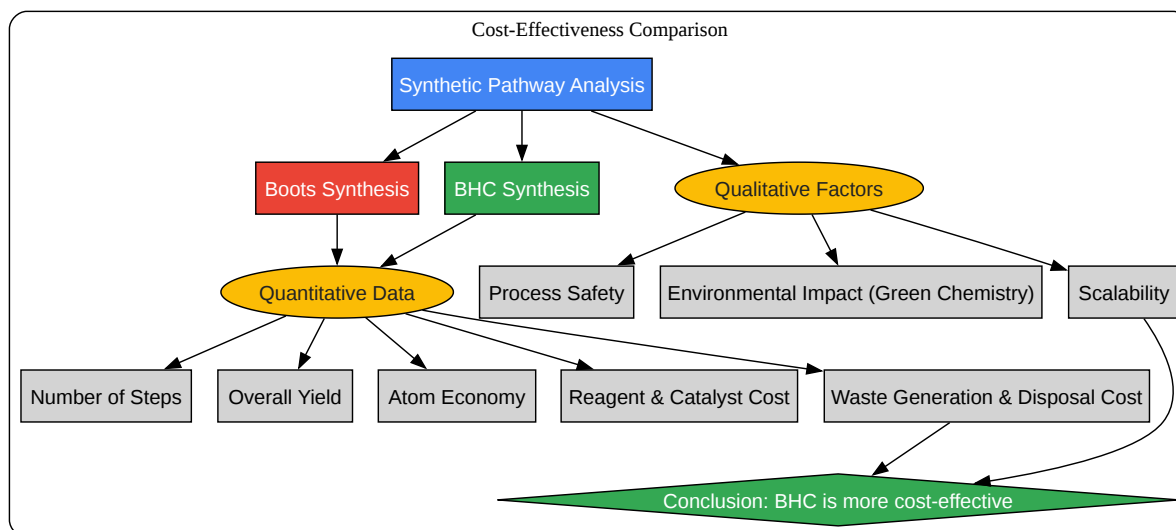 Cost-Effectiveness Comparison
Synthetic Pathway Analysis
Boots Synthesis
BHC Synthesis
Qualitative Factors
Quantitative Data
Process Safety
Environmental Impact (Green Chemistry)
Scalability
Number of Steps
Overall Yield
Atom Economy
Reagent & Catalyst Cost
Waste Generation & Disposal Cost
Conclusion: BHC is more cost-effective